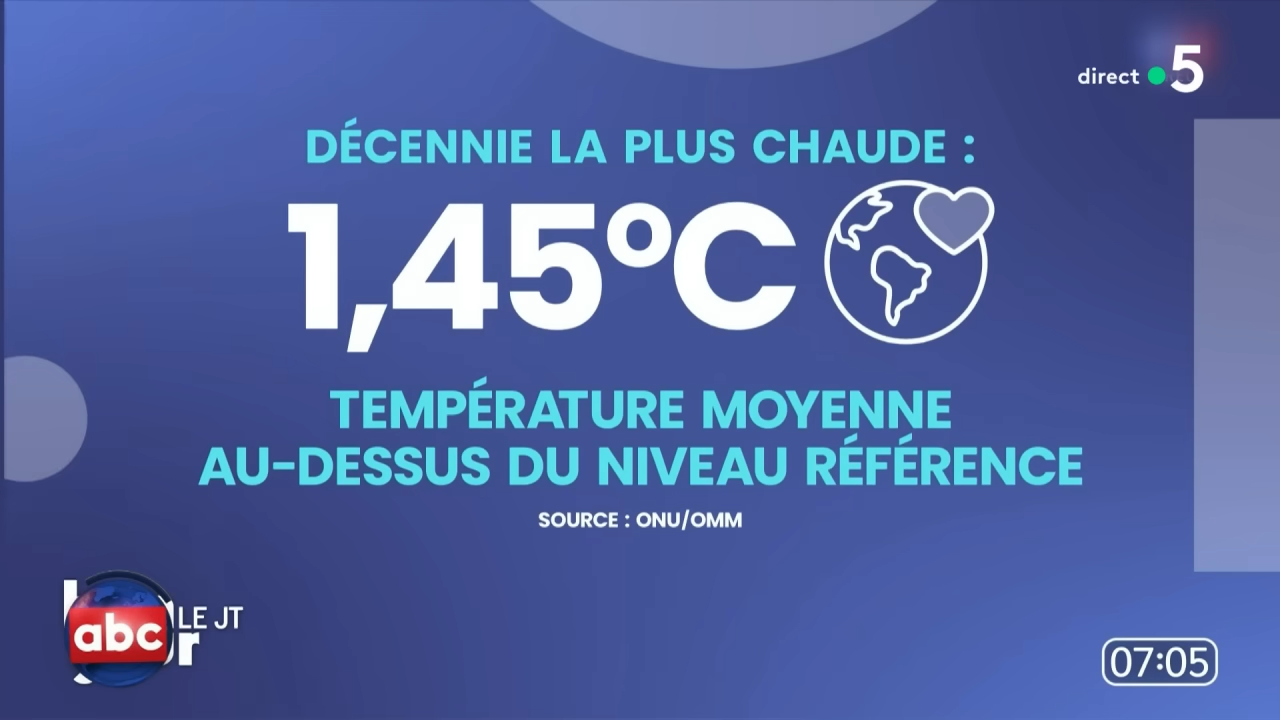 direct 5
DÉCENNIE LA PLUS CHAUDE :
1,45°C
TEMPÉRATURE MOYENNE
AU-DESSUS DU NIVEAU RÉFÉRENCE
SOURCE : ONU/OMM
LE JT
abc
07:05